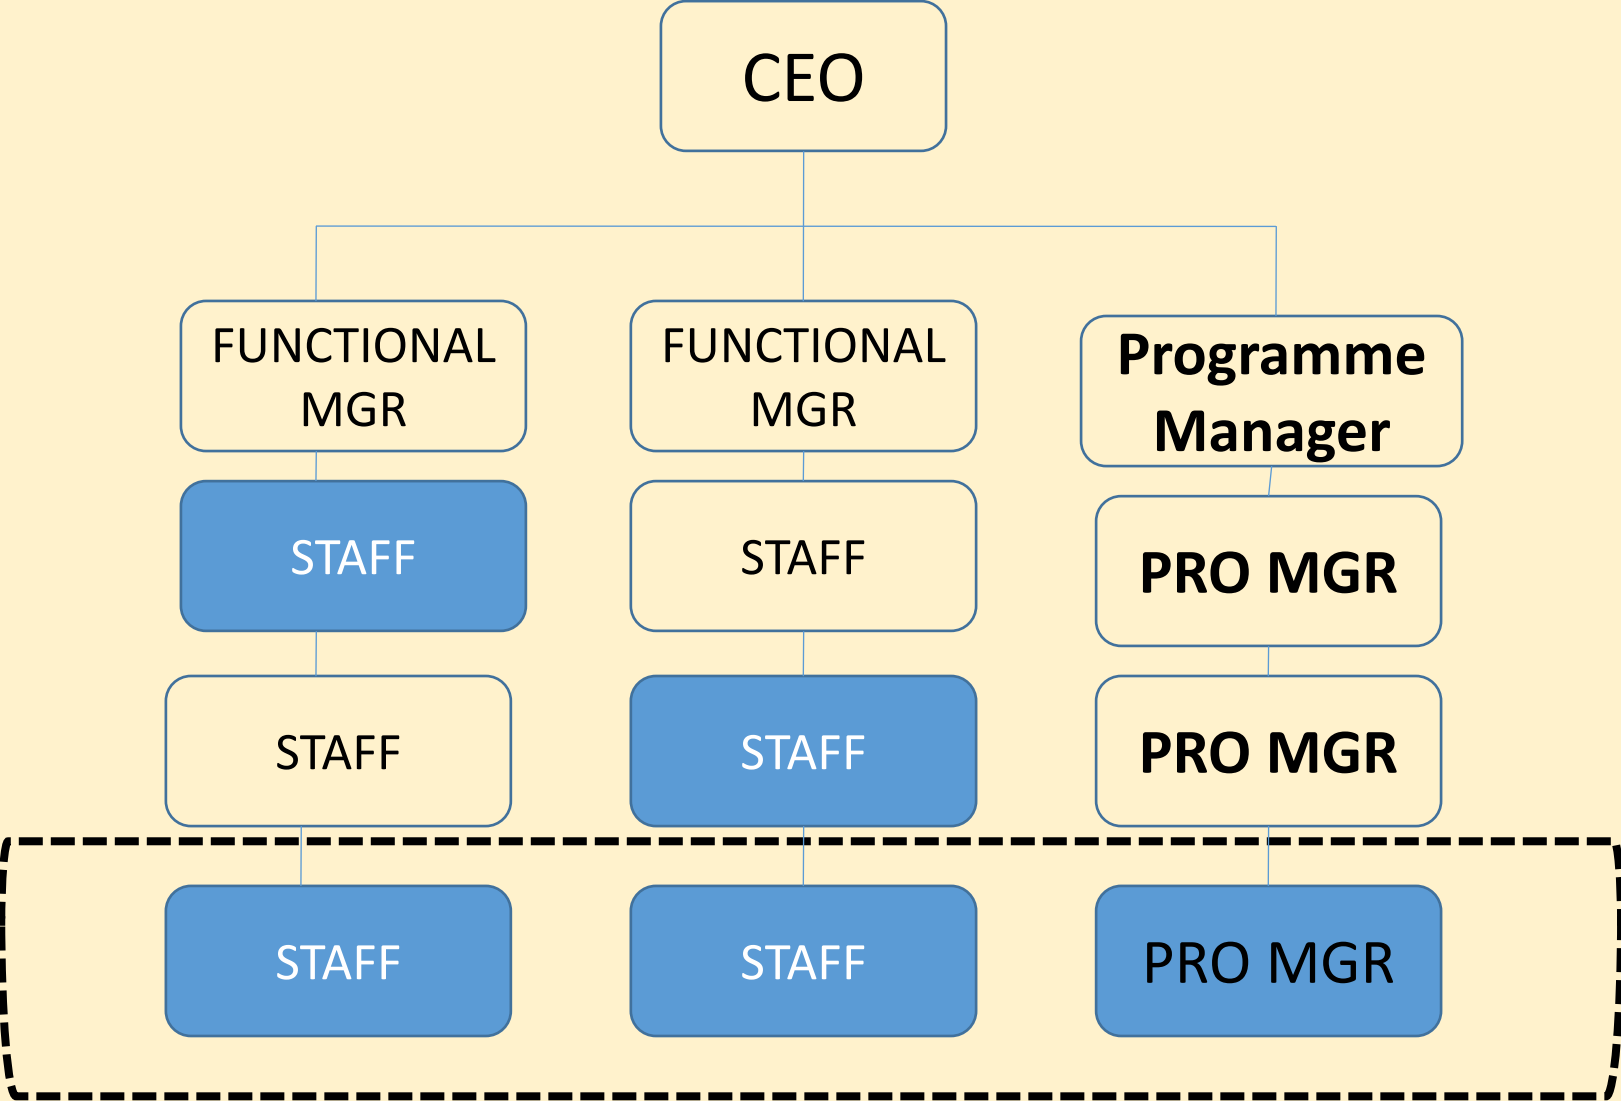 CEO
FUNCTIONAL
MGR
FUNCTIONAL
MGR
Programme
Manager
STAFF
STAFF
PRO MGR
STAFF
STAFF
PRO MGR
STAFF
STAFF
PRO MGR